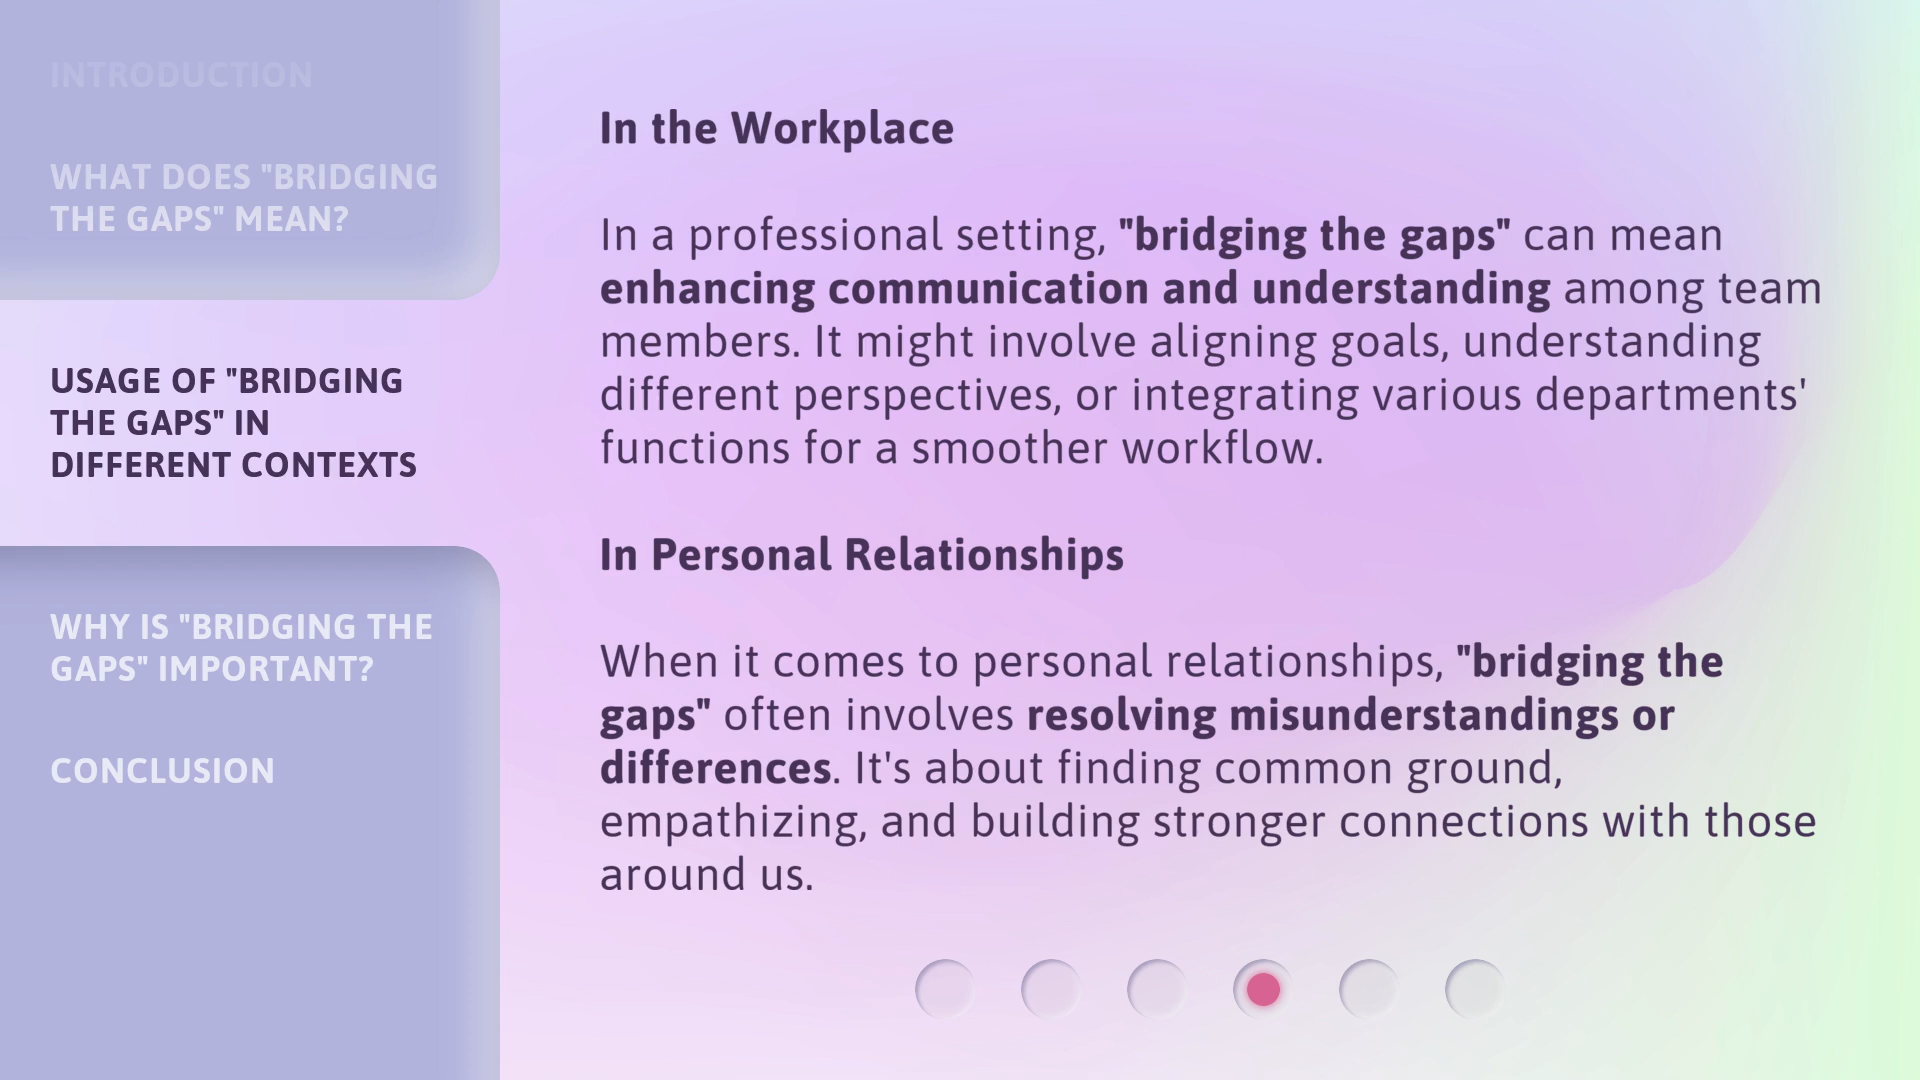 INTRODUCTION
WHAT DOES "BRIDGING
THE GAPS" MEAN?
USAGE OF "BRIDGING
THE GAPS" IN
DIFFERENT CONTEXTS
WHY IS "BRIDGING THE
GAPS" IMPORTANT?
CONCLUSION
In the Workplace
In a professional setting, "bridging the gaps" can mean
enhancing communication and understanding among team
members. It might involve aligning goals, understanding
different perspectives, or integrating various departments'
functions for a smoother workflow.
In Personal Relationships
When it comes to personal relationships, "bridging the
gaps" often involves resolving misunderstandings or
differences. It's about finding common ground,
empathizing, and building stronger connections with those
around us.